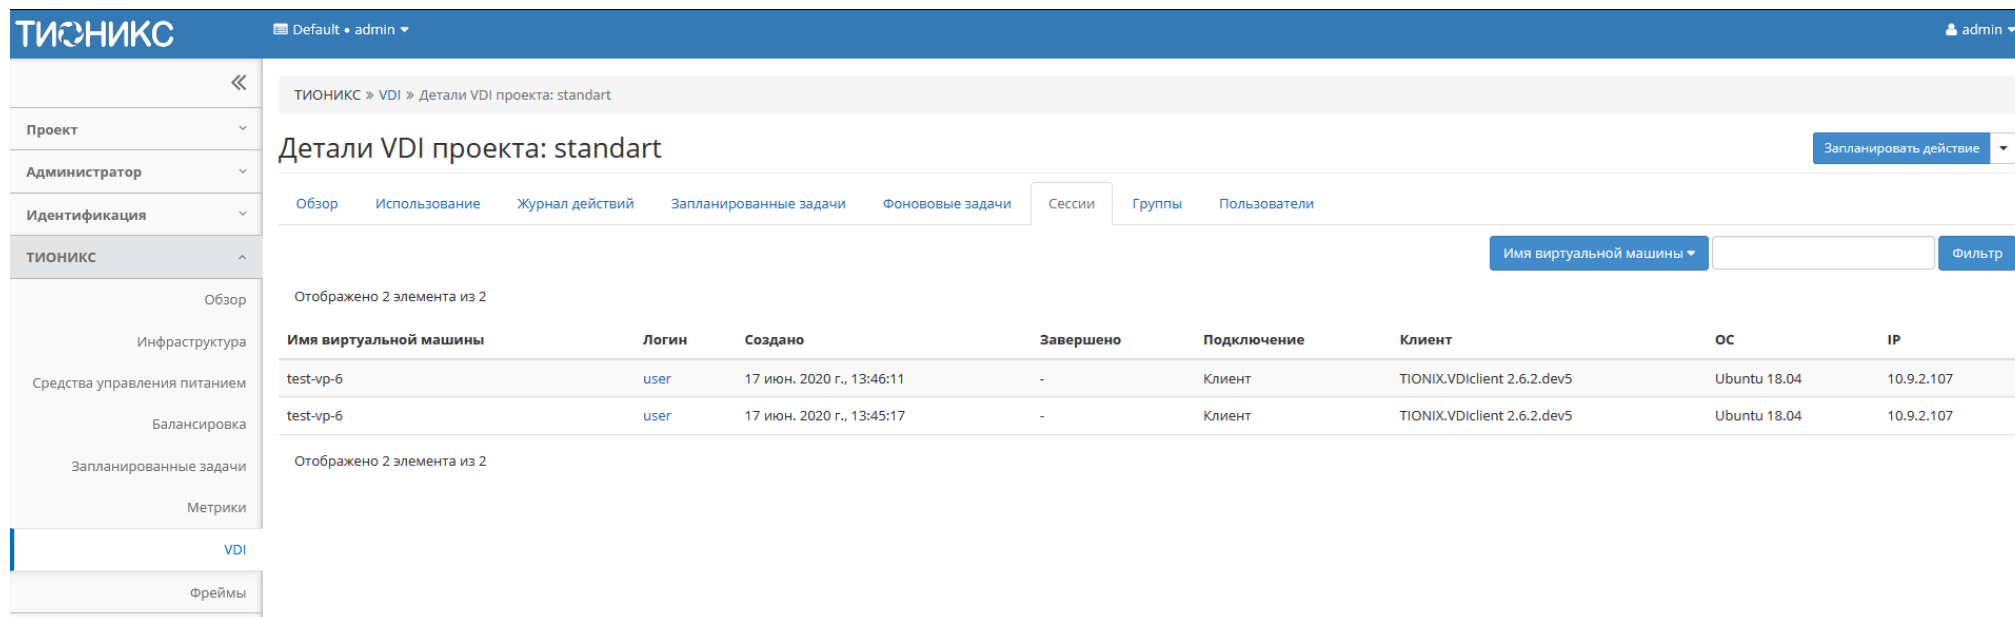 ТИОНИКС
Default • admin
admin
ТИОНИКС » VDI » Детали VDI проекта: standart
Проект
Администратор
Идентификация
ТИОНИКС
Обзор
Инфраструктура
Средства управления питанием
Балансировка
Запланированные задачи
Метрики
VDI
Фреймы
Детали VDI проекта: standart
Запланировать действие
Обзор Использование Журнал действий Запланированные задачи Фонововые задачи Сессии Группы Пользователи
Имя виртуальной машины Фильтр
Отображено 2 элемента из 2
Имя виртуальной машины Логин Создано Завершено Подключение Клиент ОС IP
test-vp-6 user 17 июн. 2020 г., 13:46:11 - Клиент TIONIX.VDIclient 2.6.2.dev5 Ubuntu 18.04 10.9.2.107
test-vp-6 user 17 июн. 2020 г., 13:45:17 - Клиент TIONIX.VDIclient 2.6.2.dev5 Ubuntu 18.04 10.9.2.107
Отображено 2 элемента из 2